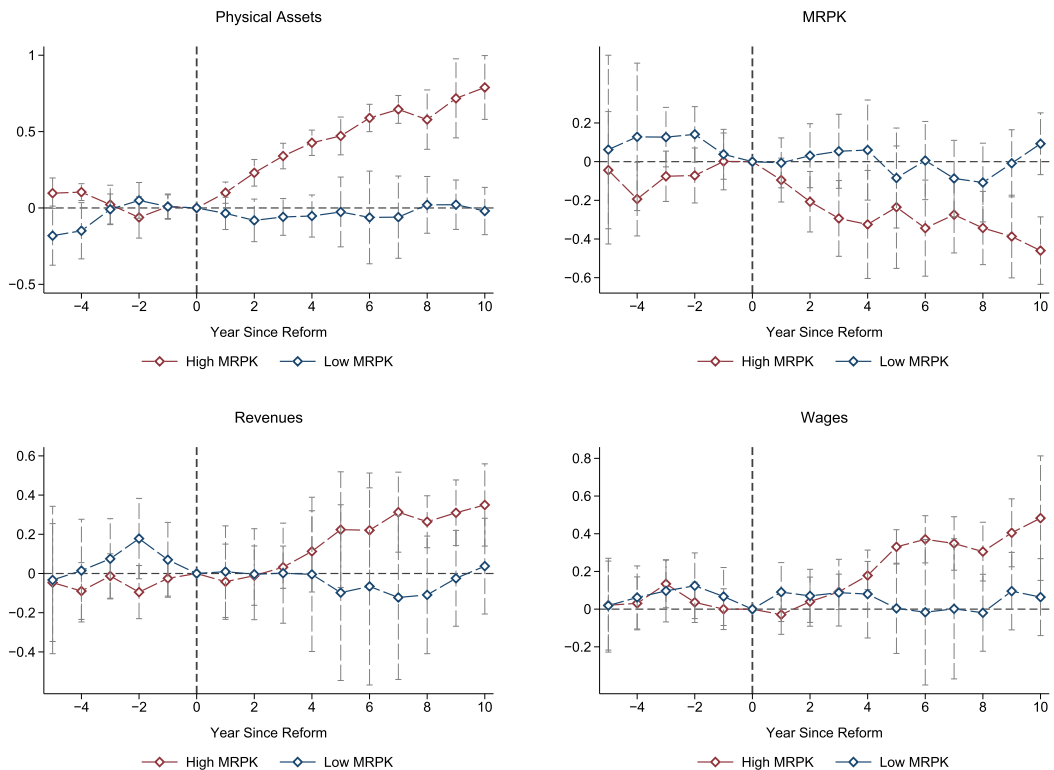 Physical Assets
1
0.5
0
−0.5
−4 −2 0 2 4 6 8 10
Year Since Reform
High MRPK Low MRPK
MRPK
0.2
0
−0.2
−0.4
−0.6
−4 −2 0 2 4 6 8 10
Year Since Reform
High MRPK Low MRPK
Revenues
0.6
0.4
0.2
0
−0.2
−0.4
−4 −2 0 2 4 6 8 10
Year Since Reform
High MRPK Low MRPK
Wages
0.8
0.6
0.4
0.2
0
−0.2
−4 −2 0 2 4 6 8 10
Year Since Reform
High MRPK Low MRPK